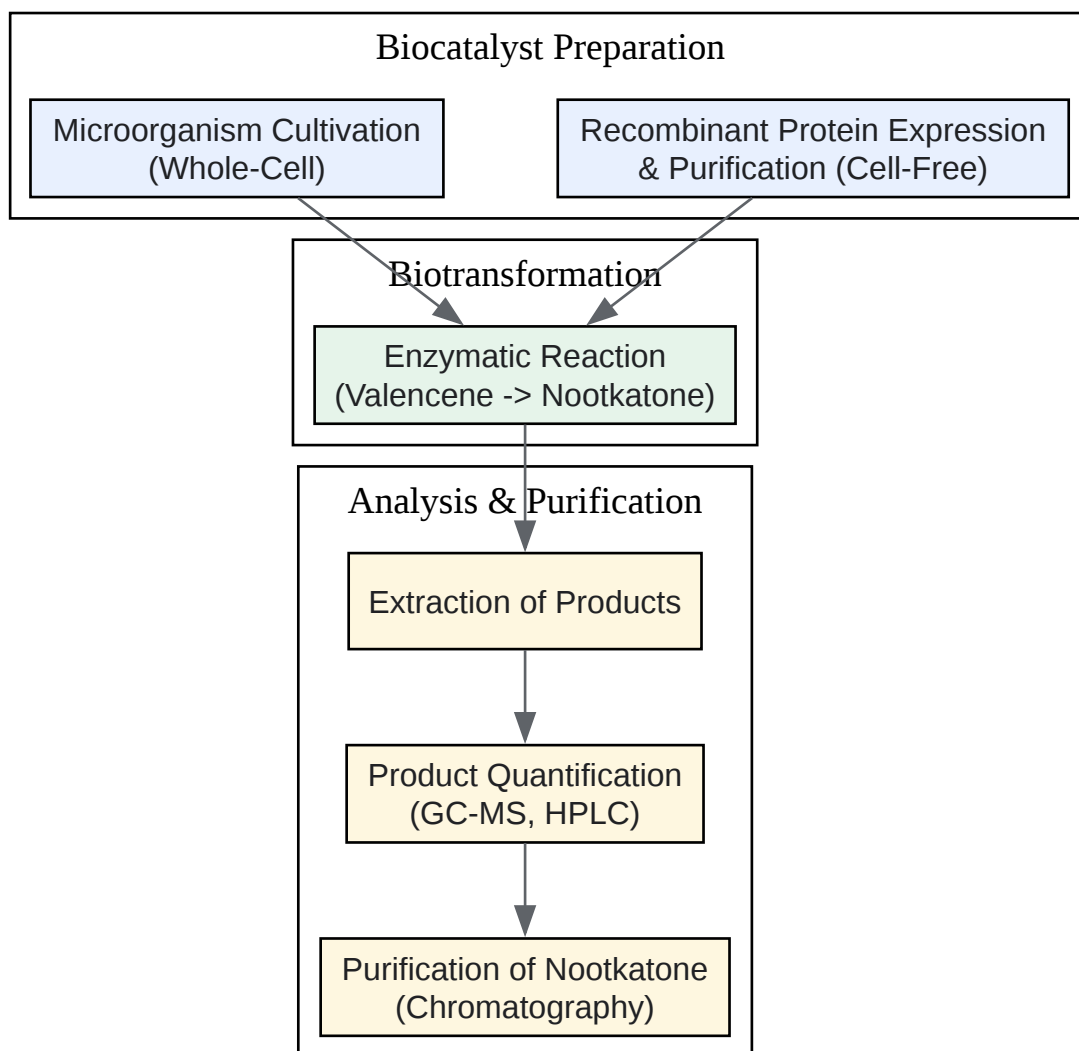 Biocatalyst Preparation
Microorganism Cultivation
(Whole-Cell)
Recombinant Protein Expression
& Purification (Cell-Free)
Biotransformation
Enzymatic Reaction
(Valencene -> Nootkatone)
Analysis & Purification
Extraction of Products
Product Quantification
(GC-MS, HPLC)
Purification of Nootkatone
(Chromatography)